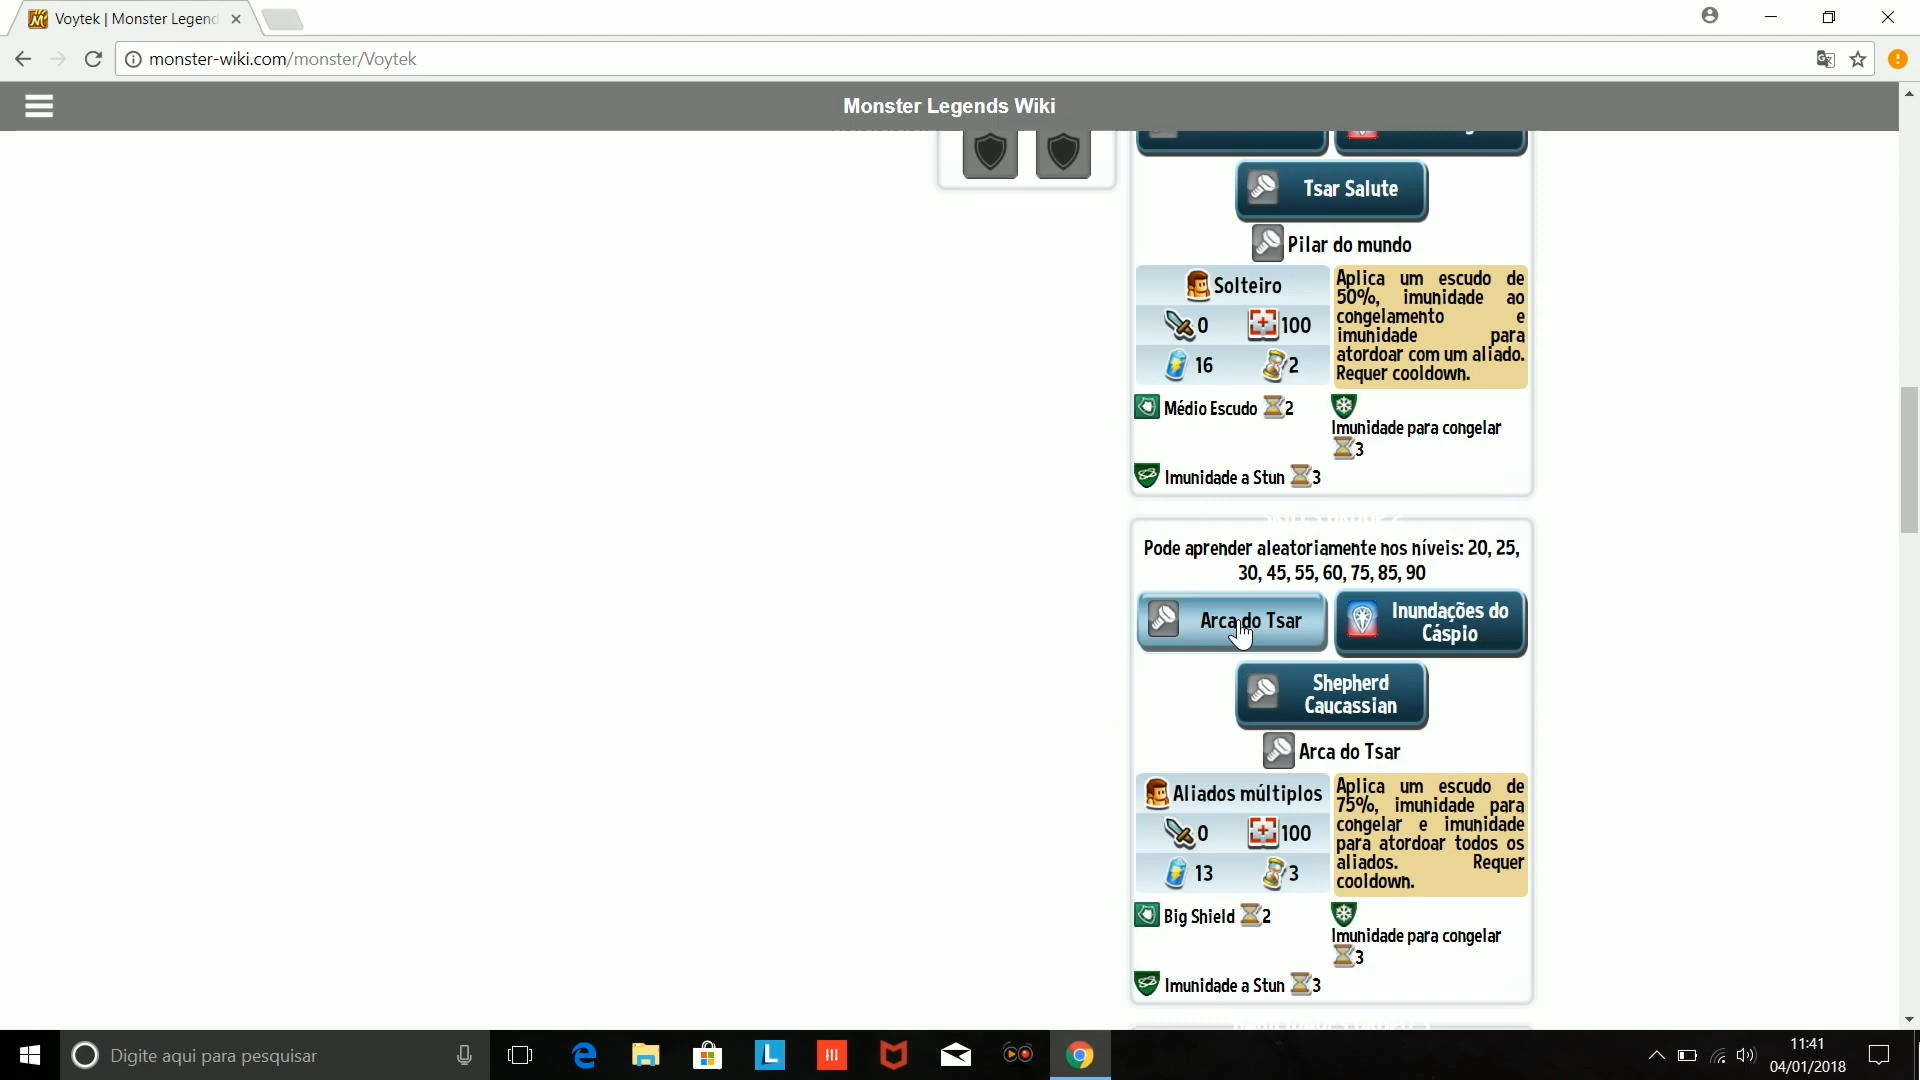 Voytek | Monster Legend
monster-wiki.com/monster/Voytek
Monster Legends Wiki
Tsar Salute
Pilar do mundo
Solteiro
0 100
16 2
Aplica um escudo de
50%, imunidade ao
congelamento e
imunidade para
atordoar com um aliado.
Requer cooldown.
Médio Escudo 2
Imunidade para congelar
3
Imunidade a Stun 3
Pode aprender aleatoriamente nos níveis: 20, 25,
30, 45, 55, 60, 75, 85, 90
Arca do Tsar
Inundações do
Cáspio
Shepherd
Caucassian
Arca do Tsar
Aliados múltiplos
0 100
13 3
Aplica um escudo de
75%, imunidade para
congelar e imunidade
para atordoar todos os
aliados. Requer
cooldown.
Big Shield 2
Imunidade para congelar
3
Imunidade a Stun 3
Digite aqui para pesquisar
11:41
04/01/2018